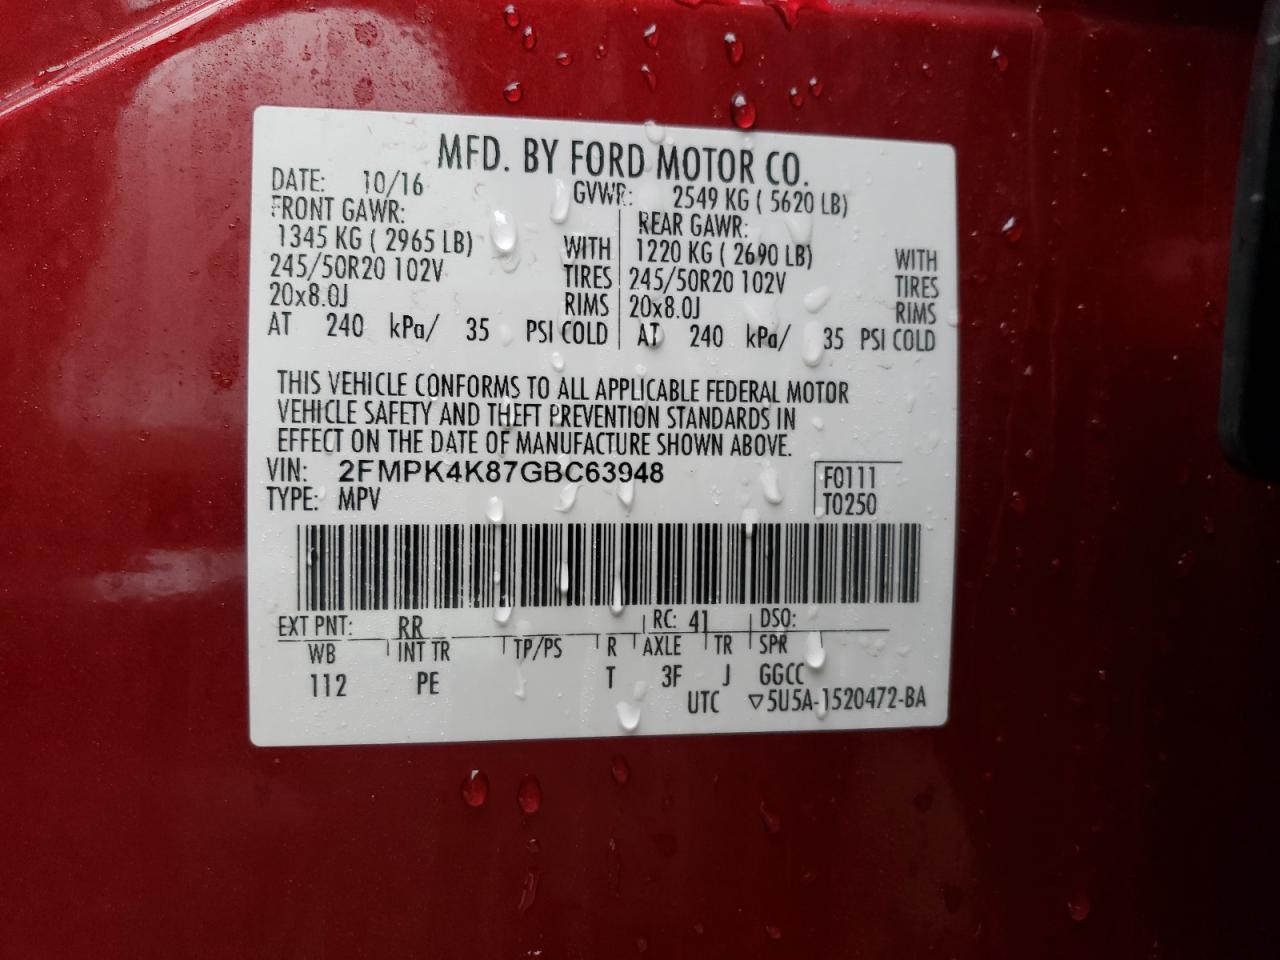 MFD. BY FORD MOTOR CO.
DATE: 10/16 GVWR: 2549 KG ( 5620 LB)
FRONT GAWR: REAR GAWR:
1345 KG ( 2965 LB) WITH 1220 KG ( 2690 LB) WITH
245/50R20 102V TIRES 245/50R20 102V TIRES
20x8.0J RIMS 20x8.0J RIMS
AT 240 kPa/ 35 PSI COLD AT 240 kPa/ 35 PSI COLD
THIS VEHICLE CONFORMS TO ALL APPLICABLE FEDERAL MOTOR
VEHICLE SAFETY AND THEFT PREVENTION STANDARDS IN
EFFECT ON THE DATE OF MANUFACTURE SHOWN ABOVE.
VIN: 2FMPK4K87GBC63948 F0111
TYPE: MPV T0250
EXT PNT: RR RC: 41 DSO:
WB INT TR TP/PS R AXLE TR SPR
112 PE T 3F J GGCC
UTC ▽5U5A-1520472-BA